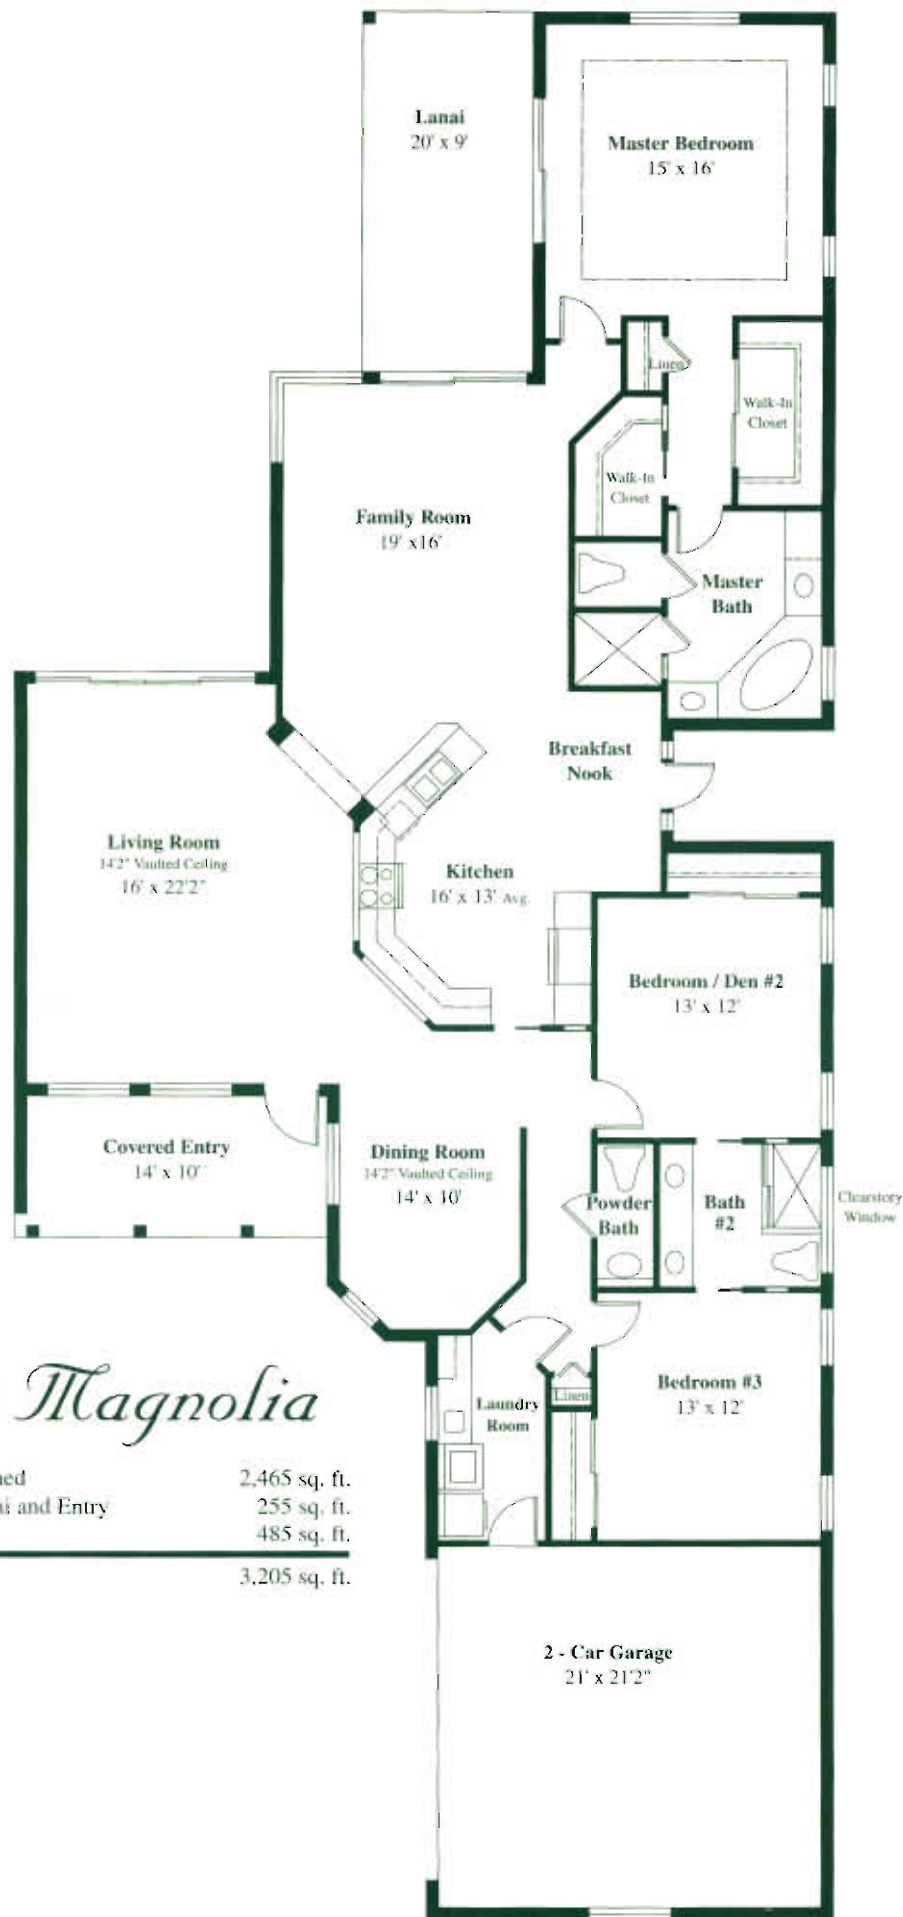 Lanai
20' x 9'
Master Bedroom
15' x 16'
Linen
Walk-In
Closet
Walk-In
Closet
Family Room
19' x16'
Master
Bath
Breakfast
Nook
Living Room
14'2" Vaulted Ceiling
16' x 22'2"
Kitchen
16' x 13' Avg.
Bedroom / Den #2
13' x 12'
Covered Entry
14' x 10'
Dining Room
14'2" Vaulted Ceiling
14' x 10'
Powder
Bath
Bath
#2
Clearstory
Window
Magnolia
Laundry
Room
Linen
Bedroom #3
13' x 12'
2,465 sq. ft.
and Entry 255 sq. ft.
485 sq. ft.
3,205 sq. ft.
2 - Car Garage
21' x 21'2"